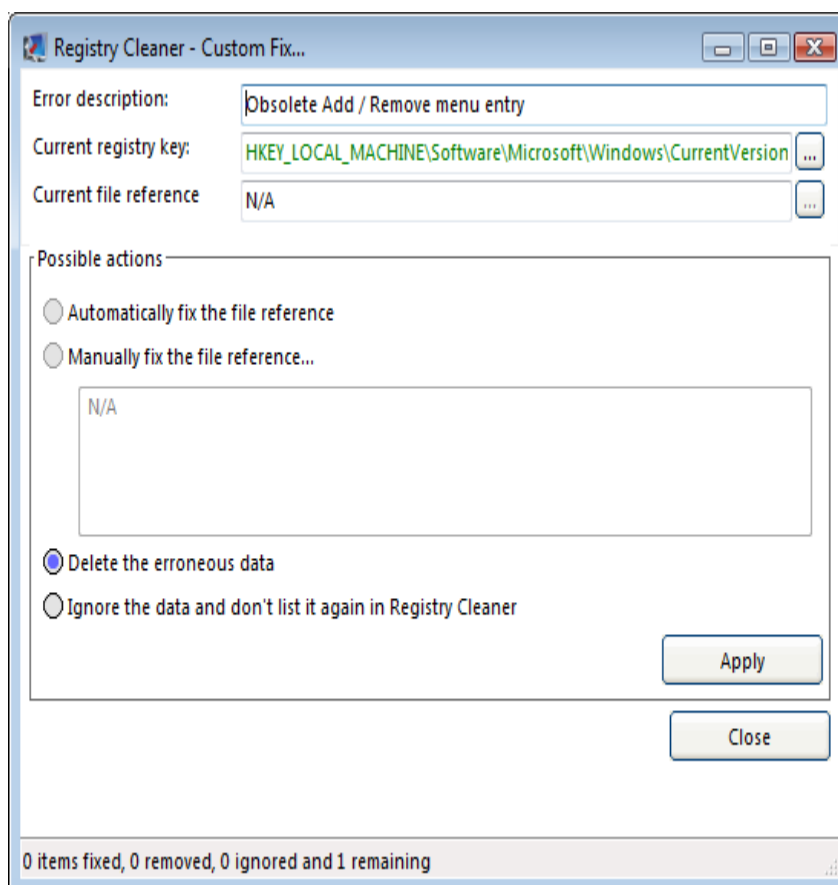 Registry Cleaner - Custom Fix...
Error description: Obsolete Add / Remove menu entry
Current registry key: HKEY_LOCAL_MACHINE\Software\Microsoft\Windows\CurrentVersion ...
Current file reference N/A ...
Possible actions
Automatically fix the file reference
Manually fix the file reference...
N/A
Delete the erroneous data
Ignore the data and don't list it again in Registry Cleaner
Apply
Close
0 items fixed, 0 removed, 0 ignored and 1 remaining